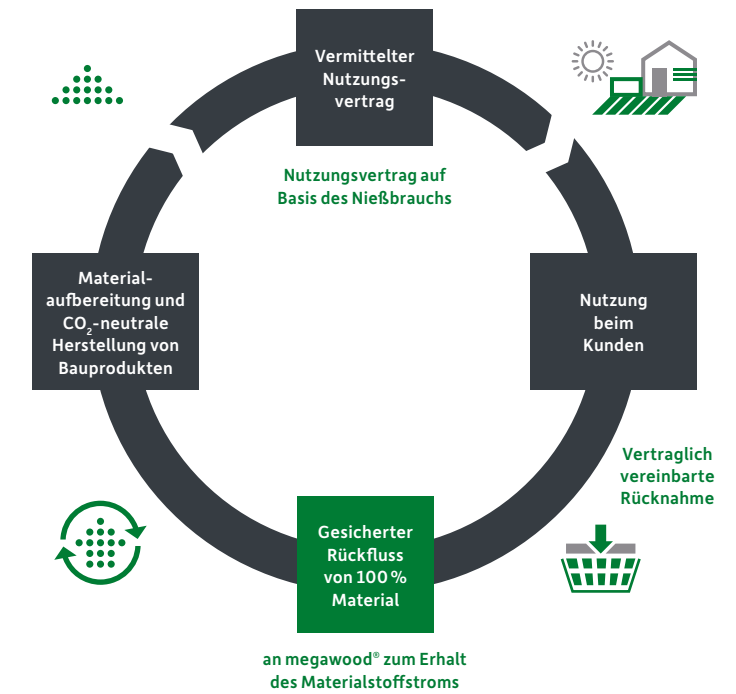 Vermittelter
Nutzungs-
vertrag
Nutzungsvertrag auf
Basis des Nießbrauchs
Nutzung
beim
Kunden
Vertraglich
vereinbarte
Rücknahme
Gesicherter
Rückfluss
von 100 %
Material
an megawood® zum Erhalt
des Materialstoffstroms
Material-
aufbereitung und
CO₂-neutrale
Herstellung von
Bauprodukten